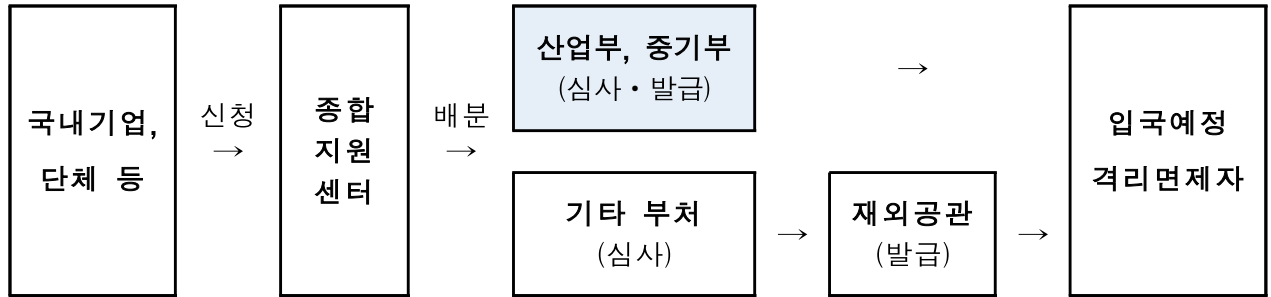 국내기업,
단체 등
신청
→
종합
지원
센터
배분
→
산업부, 중기부
(심사・발급)
→
기타 부처
(심사)
→
재외공관
(발급)
→
입국예정
격리면제자